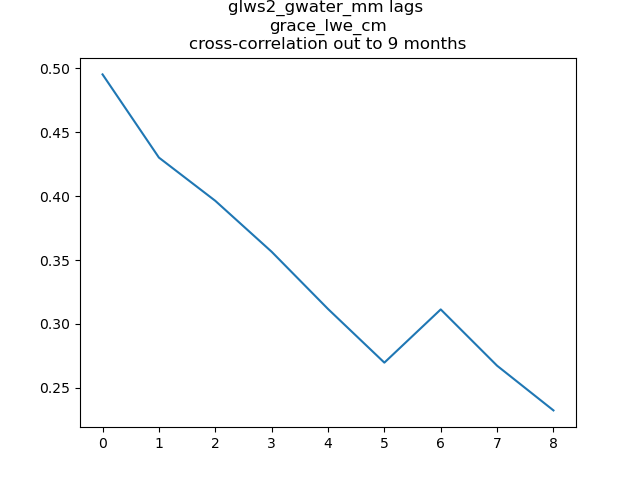 glws2_gwater_mm lags
grace_lwe_cm
cross-correlation out to 9 months
0.50
0.45
0.40
0.35
0.30
0.25
0 1 2 3 4 5 6 7 8